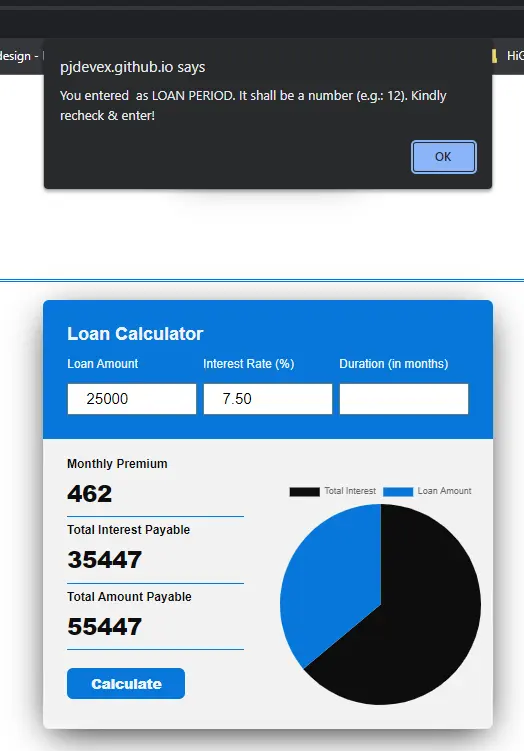 design -
HiG
pjdevex.github.io says
You entered  as LOAN PERIOD. It shall be a number (e.g.: 12). Kindly
recheck & enter!
OK
Loan Calculator
Loan Amount Interest Rate (%) Duration (in months)
25000 7.50
Monthly Premium
462
Total Interest Loan Amount
Total Interest Payable
35447
Total Amount Payable
55447
Calculate